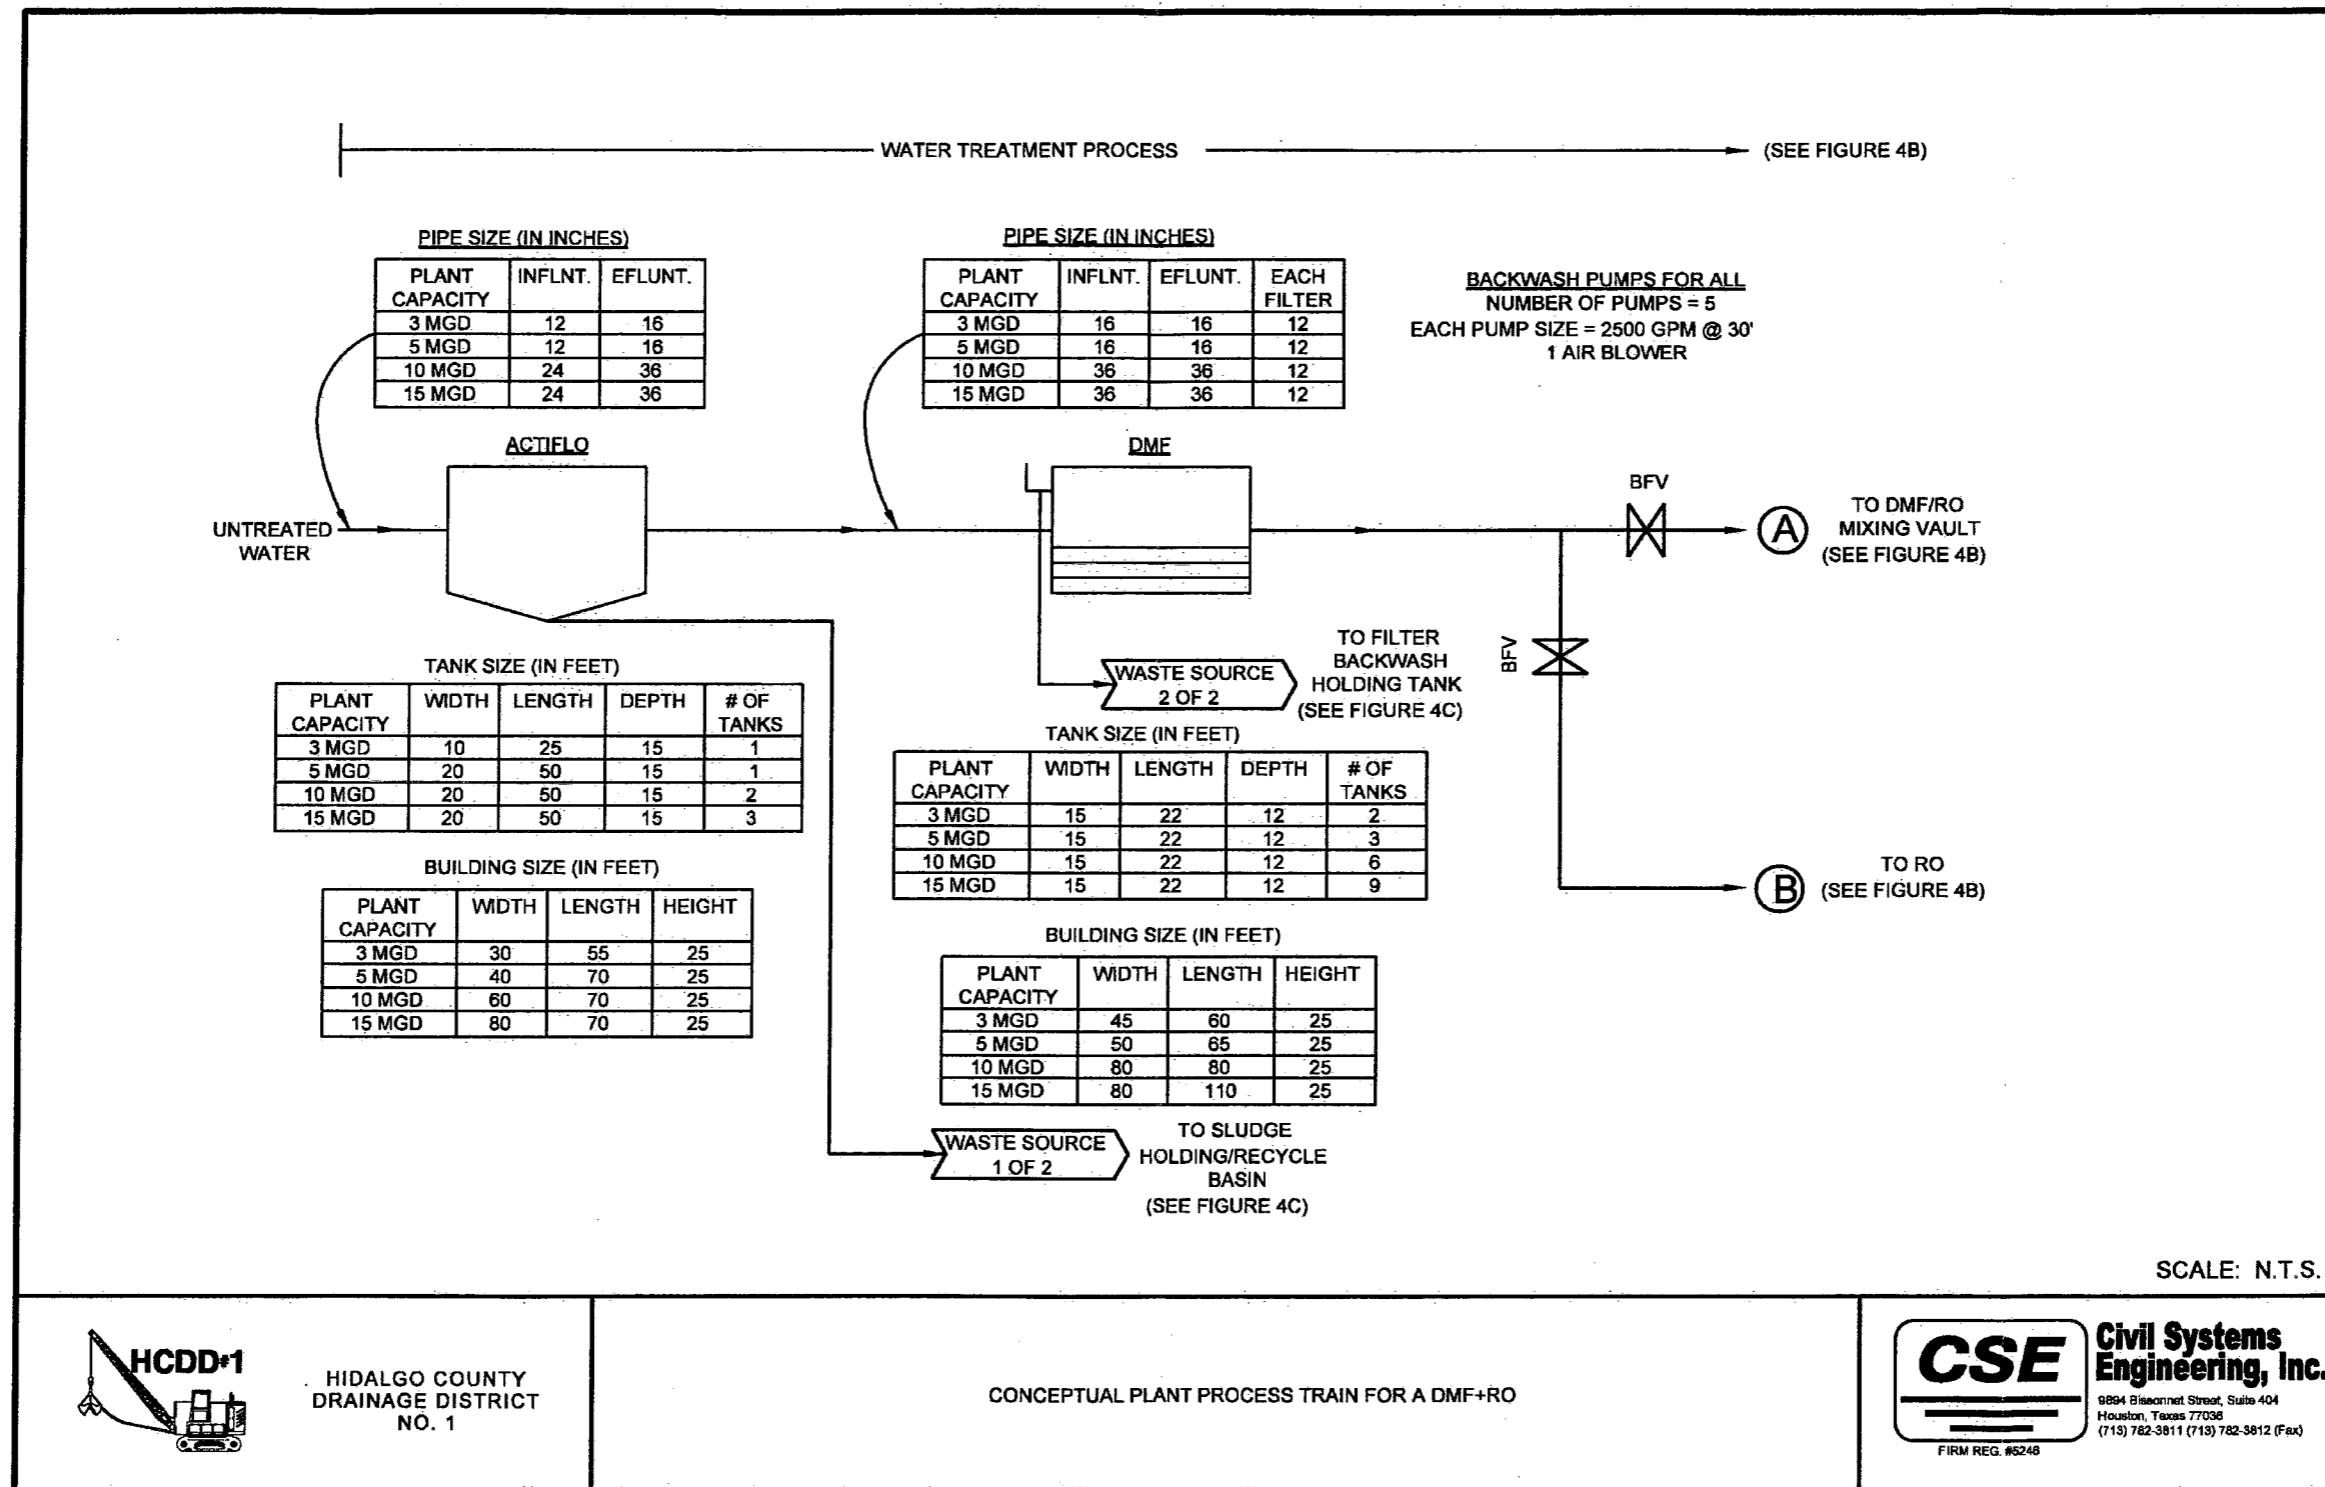 WATER TREATMENT PROCESS
(SEE FIGURE 4B)
PIPE SIZE (IN INCHES)
PLANT CAPACITY INFLNT. EFLUNT.
3 MGD 12 16
5 MGD 12 16
10 MGD 24 36
15 MGD 24 36
PIPE SIZE (IN INCHES)
PLANT CAPACITY INFLNT. EFLUNT. EACH FILTER
3 MGD 16 16 12
5 MGD 16 16 12
10 MGD 36 36 12
15 MGD 36 36 12
BACKWASH PUMPS FOR ALL
NUMBER OF PUMPS = 5
EACH PUMP SIZE = 2500 GPM @ 30'
1 AIR BLOWER
ACTIFLO
DMF
UNTREATED
WATER
BFV
A
TO DMF/RO
MIXING VAULT
(SEE FIGURE 4B)
BFV
WASTE SOURCE
2 OF 2
TO FILTER
BACKWASH
HOLDING TANK
(SEE FIGURE 4C)
TANK SIZE (IN FEET)
PLANT CAPACITY WIDTH LENGTH DEPTH # OF TANKS
3 MGD 10 25 15 1
5 MGD 20 50 15 1
10 MGD 20 50 15 2
15 MGD 20 50 15 3
TANK SIZE (IN FEET)
PLANT CAPACITY WIDTH LENGTH DEPTH # OF TANKS
3 MGD 15 22 12 2
5 MGD 15 22 12 3
10 MGD 15 22 12 6
15 MGD 15 22 12 9
B
TO RO
(SEE FIGURE 4B)
BUILDING SIZE (IN FEET)
PLANT CAPACITY WIDTH LENGTH HEIGHT
3 MGD 30 55 25
5 MGD 40 70 25
10 MGD 60 70 25
15 MGD 80 70 25
BUILDING SIZE (IN FEET)
PLANT CAPACITY WIDTH LENGTH HEIGHT
3 MGD 45 60 25
5 MGD 50 65 25
10 MGD 80 80 25
15 MGD 80 110 25
WASTE SOURCE
1 OF 2
TO SLUDGE
HOLDING/RECYCLE
BASIN
(SEE FIGURE 4C)
SCALE: N.T.S.
HCDD#1
HIDALGO COUNTY
DRAINAGE DISTRICT
NO. 1
CONCEPTUAL PLANT PROCESS TRAIN FOR A DMF+RO
CSE
FIRM REG. #5248
Civil Systems
Engineering, Inc.
9894 Bissonnet Street, Suite 404
Houston, Texas 77036
(713) 782-3811 (713) 782-3812 (Fax)